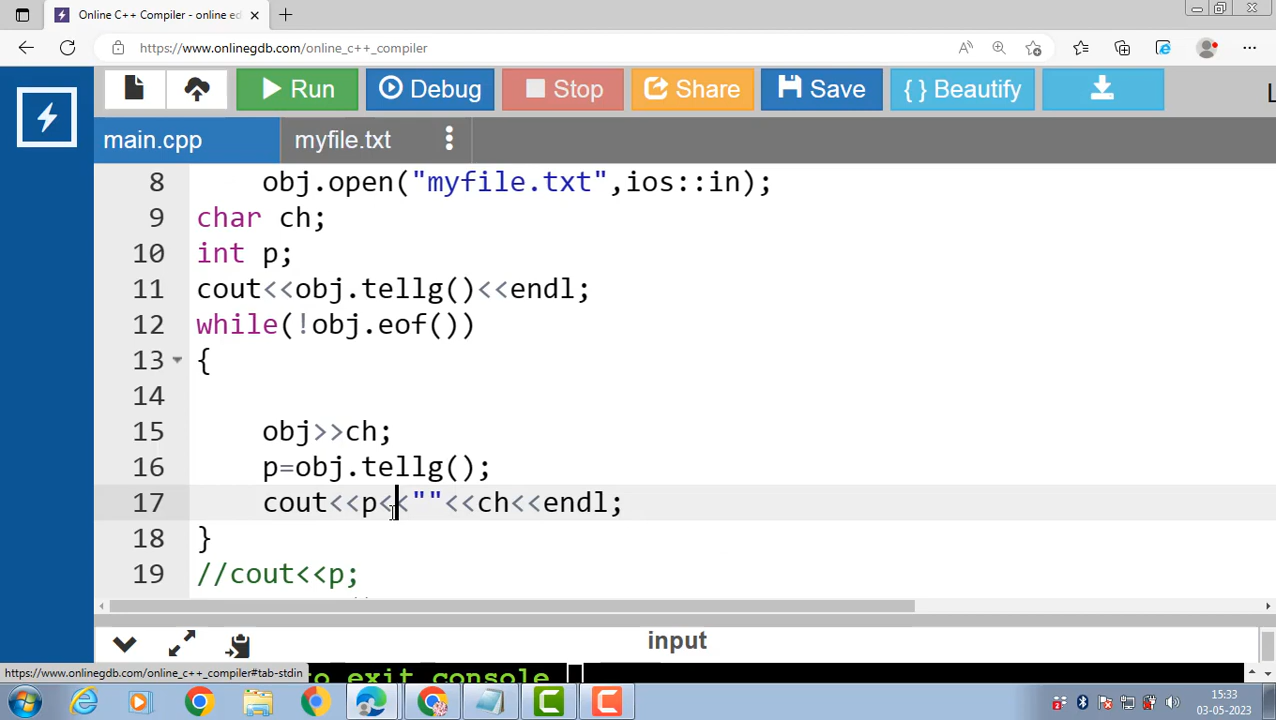 Online C++ Compiler - online ed
https://www.onlinegdb.com/online_c++_compiler
Run Debug Stop Share Save { } Beautify
main.cpp myfile.txt
8 obj.open("myfile.txt",ios::in);
9 char ch;
10 int p;
11 cout<<obj.tellg()<<endl;
12 while(!obj.eof())
13 {
14
15 obj>>ch;
16 p=obj.tellg();
17 cout<<p<<""<<ch<<endl;
18 }
19 //cout<<p;
input
https://www.onlinegdb.com/online_c++_compiler#tab-stdin
to exit console
15:33
03-05-2023